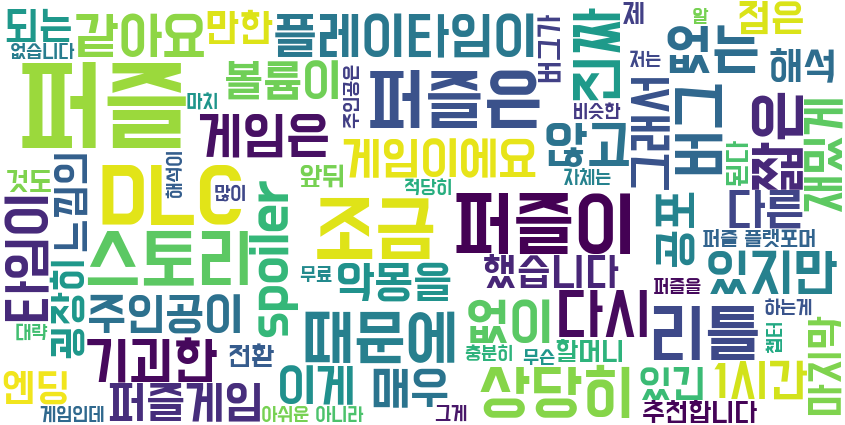 되는
없습니다
같아요
만한
플레이타임이
버그가
진짜
제
알
점은
없는
저는
해석
퍼즐
볼륨이
마치
주인공은
퍼즐은
비슷한
그래서
버그
짧은
재밌게
게임은
게임이에요
않고
자체는
된다
것도
느낌의
해석이
많이
앞뒤
적당히
DLC
조금
퍼즐이
공포
다른
퍼즐 플랫포머
타임이
굉장히
스토리
spoiler
무료
악몽을
했습니다
퍼즐을
있지만
대략
주인공이
때문에
없이
다시
리틀
하는게
챕터
마지막
기괴한
전환
충분히
무슨
할머니
엔딩
이게
매우
상당히
있긴
1시간
게임인데
퍼즐게임
아쉬운
아니라
그게
추천합니다